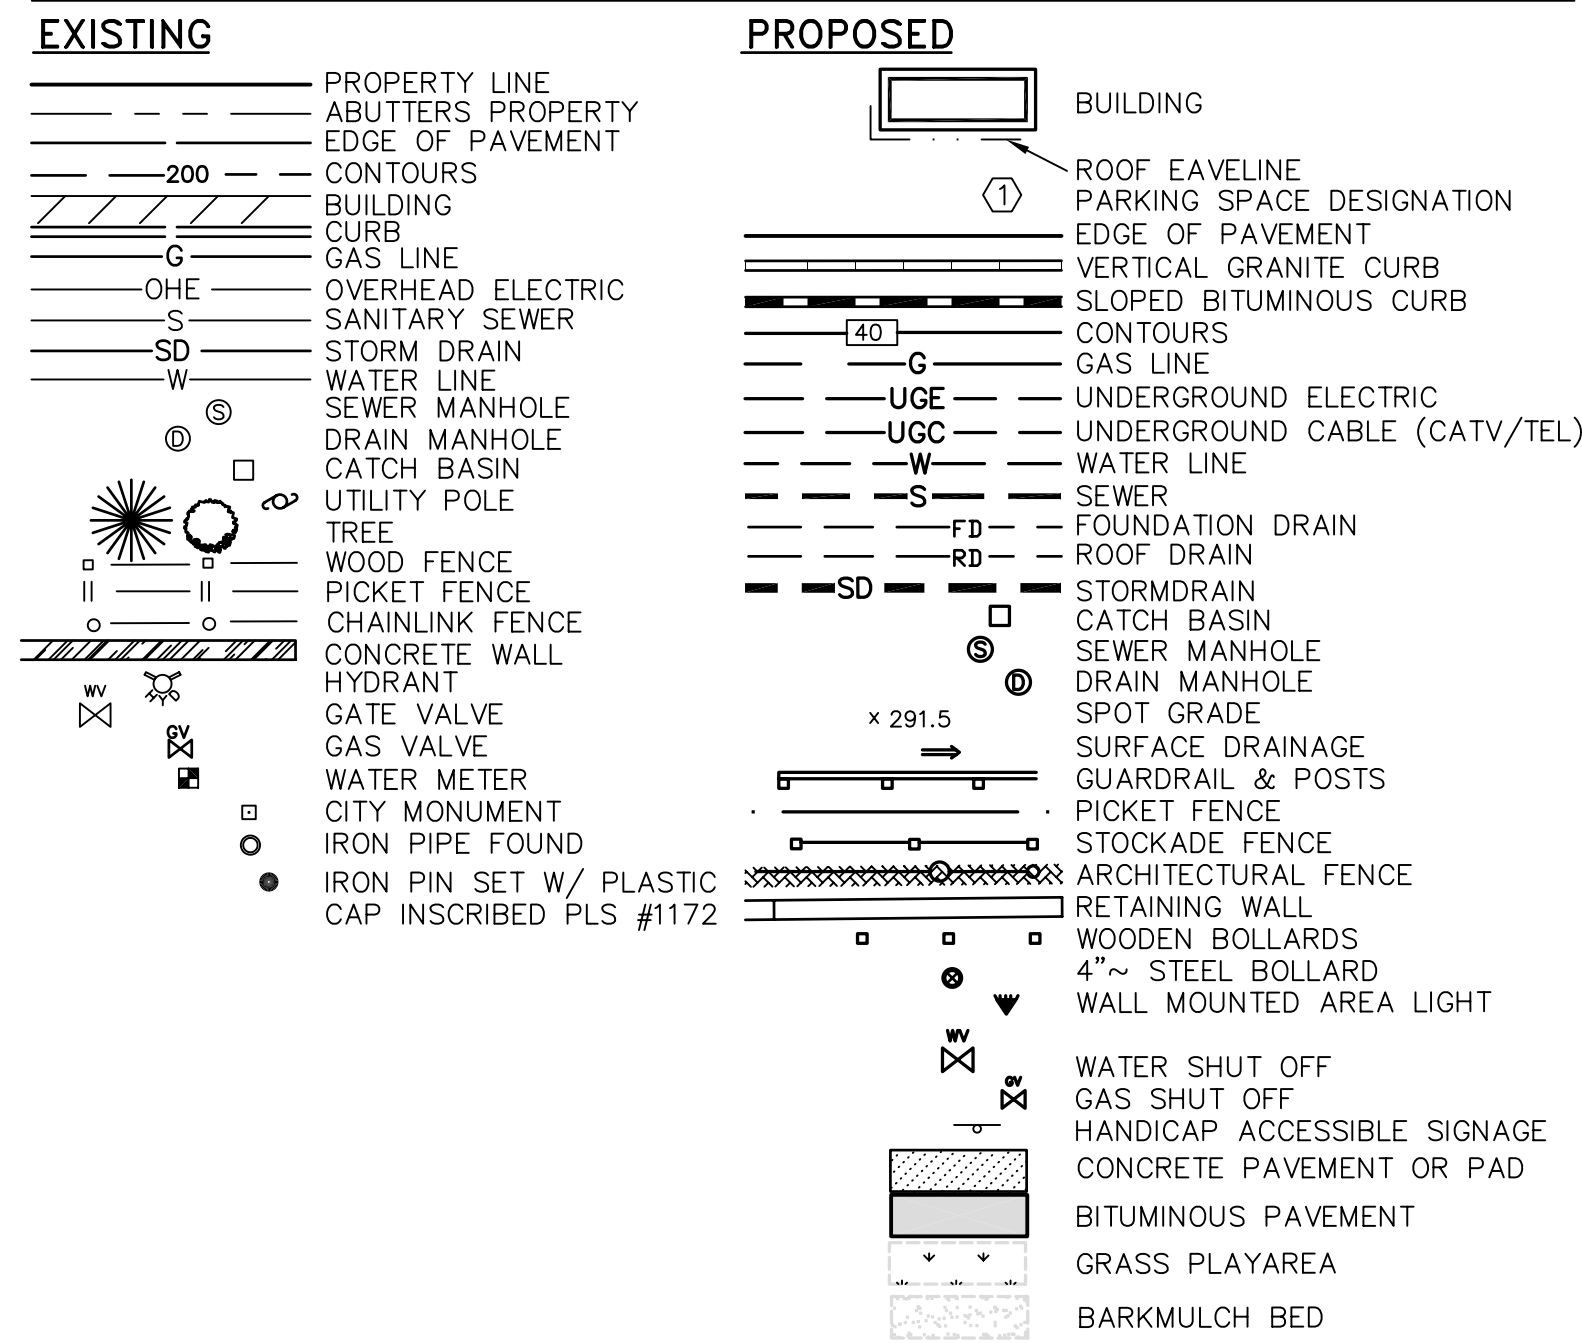 EXISTING
PROPERTY LINE
ABUTTERS PROPERTY
EDGE OF PAVEMENT
200 CONTOURS
BUILDING
CURB
G GAS LINE
OHE OVERHEAD ELECTRIC
S SANITARY SEWER
SD STORM DRAIN
W WATER LINE
S SEWER MANHOLE
D DRAIN MANHOLE
CATCH BASIN
UTILITY POLE
TREE
WOOD FENCE
PICKET FENCE
CHAINLINK FENCE
CONCRETE WALL
HYD HYDRANT
WV GATE VALVE
GV GAS VALVE
WATER METER
CITY MONUMENT
IRON PIPE FOUND
IRON PIN SET W/ PLASTIC
CAP INSCRIBED PLS #1172
PROPOSED
BUILDING
ROOF EAVELINE
1 PARKING SPACE DESIGNATION
EDGE OF PAVEMENT
VERTICAL GRANITE CURB
SLOPED BITUMINOUS CURB
40 CONTOURS
G GAS LINE
UGE UNDERGROUND ELECTRIC
UGC UNDERGROUND CABLE (CATV/TEL)
W WATER LINE
S SEWER
FD FOUNDATION DRAIN
RD ROOF DRAIN
SD STORMDRAIN
CATCH BASIN
S SEWER MANHOLE
D DRAIN MANHOLE
x 291.5 SPOT GRADE
SURFACE DRAINAGE
GUARDRAIL & POSTS
PICKET FENCE
STOCKADE FENCE
ARCHITECTURAL FENCE
RETAINING WALL
WOODEN BOLLARDS
4"~ STEEL BOLLARD
WALL MOUNTED AREA LIGHT
WV WATER SHUT OFF
GV GAS SHUT OFF
HANDICAP ACCESSIBLE SIGNAGE
CONCRETE PAVEMENT OR PAD
BITUMINOUS PAVEMENT
GRASS PLAYAREA
BARKMULCH BED